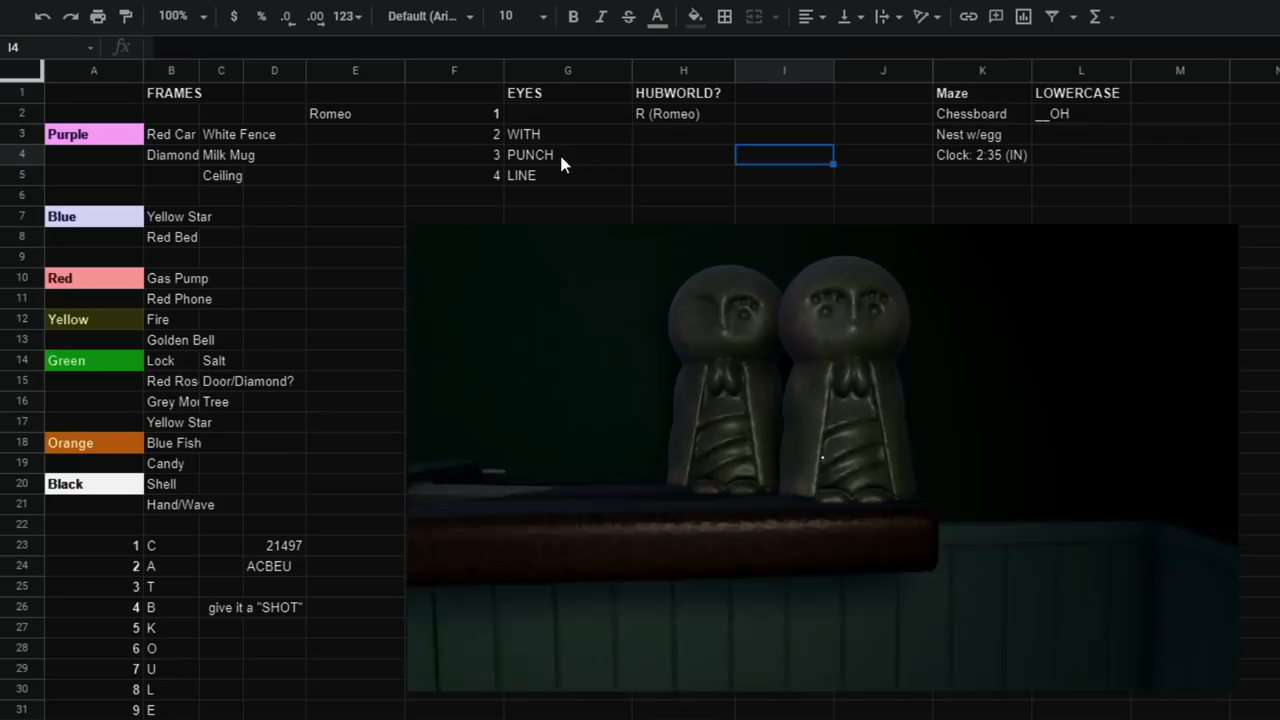 100% $ % .0 .00 123 Default (Ari... 10 B I S A
I4 fx
A B C D E F G H I J K L M N
1 FRAMES EYES HUBWORLD? Maze LOWERCASE
2 Romeo 1 R (Romeo) Chessboard __OH
3 Purple Red Car White Fence 2 WITH Nest w/egg
4 Diamond Milk Mug 3 PUNCH Clock: 2:35 (IN)
5 Ceiling 4 LINE
6
7 Blue Yellow Star
8 Red Bed
9
10 Red Gas Pump
11 Red Phone
12 Yellow Fire
13 Golden Bell
14 Green Lock Salt
15 Red Ros Door/Diamond?
16 Grey Mo Tree
17 Yellow Star
18 Orange Blue Fish
19 Candy
20 Black Shell
21 Hand/Wave
22
23 1 C 21497
24 2 A ACBEU
25 3 T
26 4 B give it a "SHOT"
27 5 K
28 6 O
29 7 U
30 8 L
31 9 E